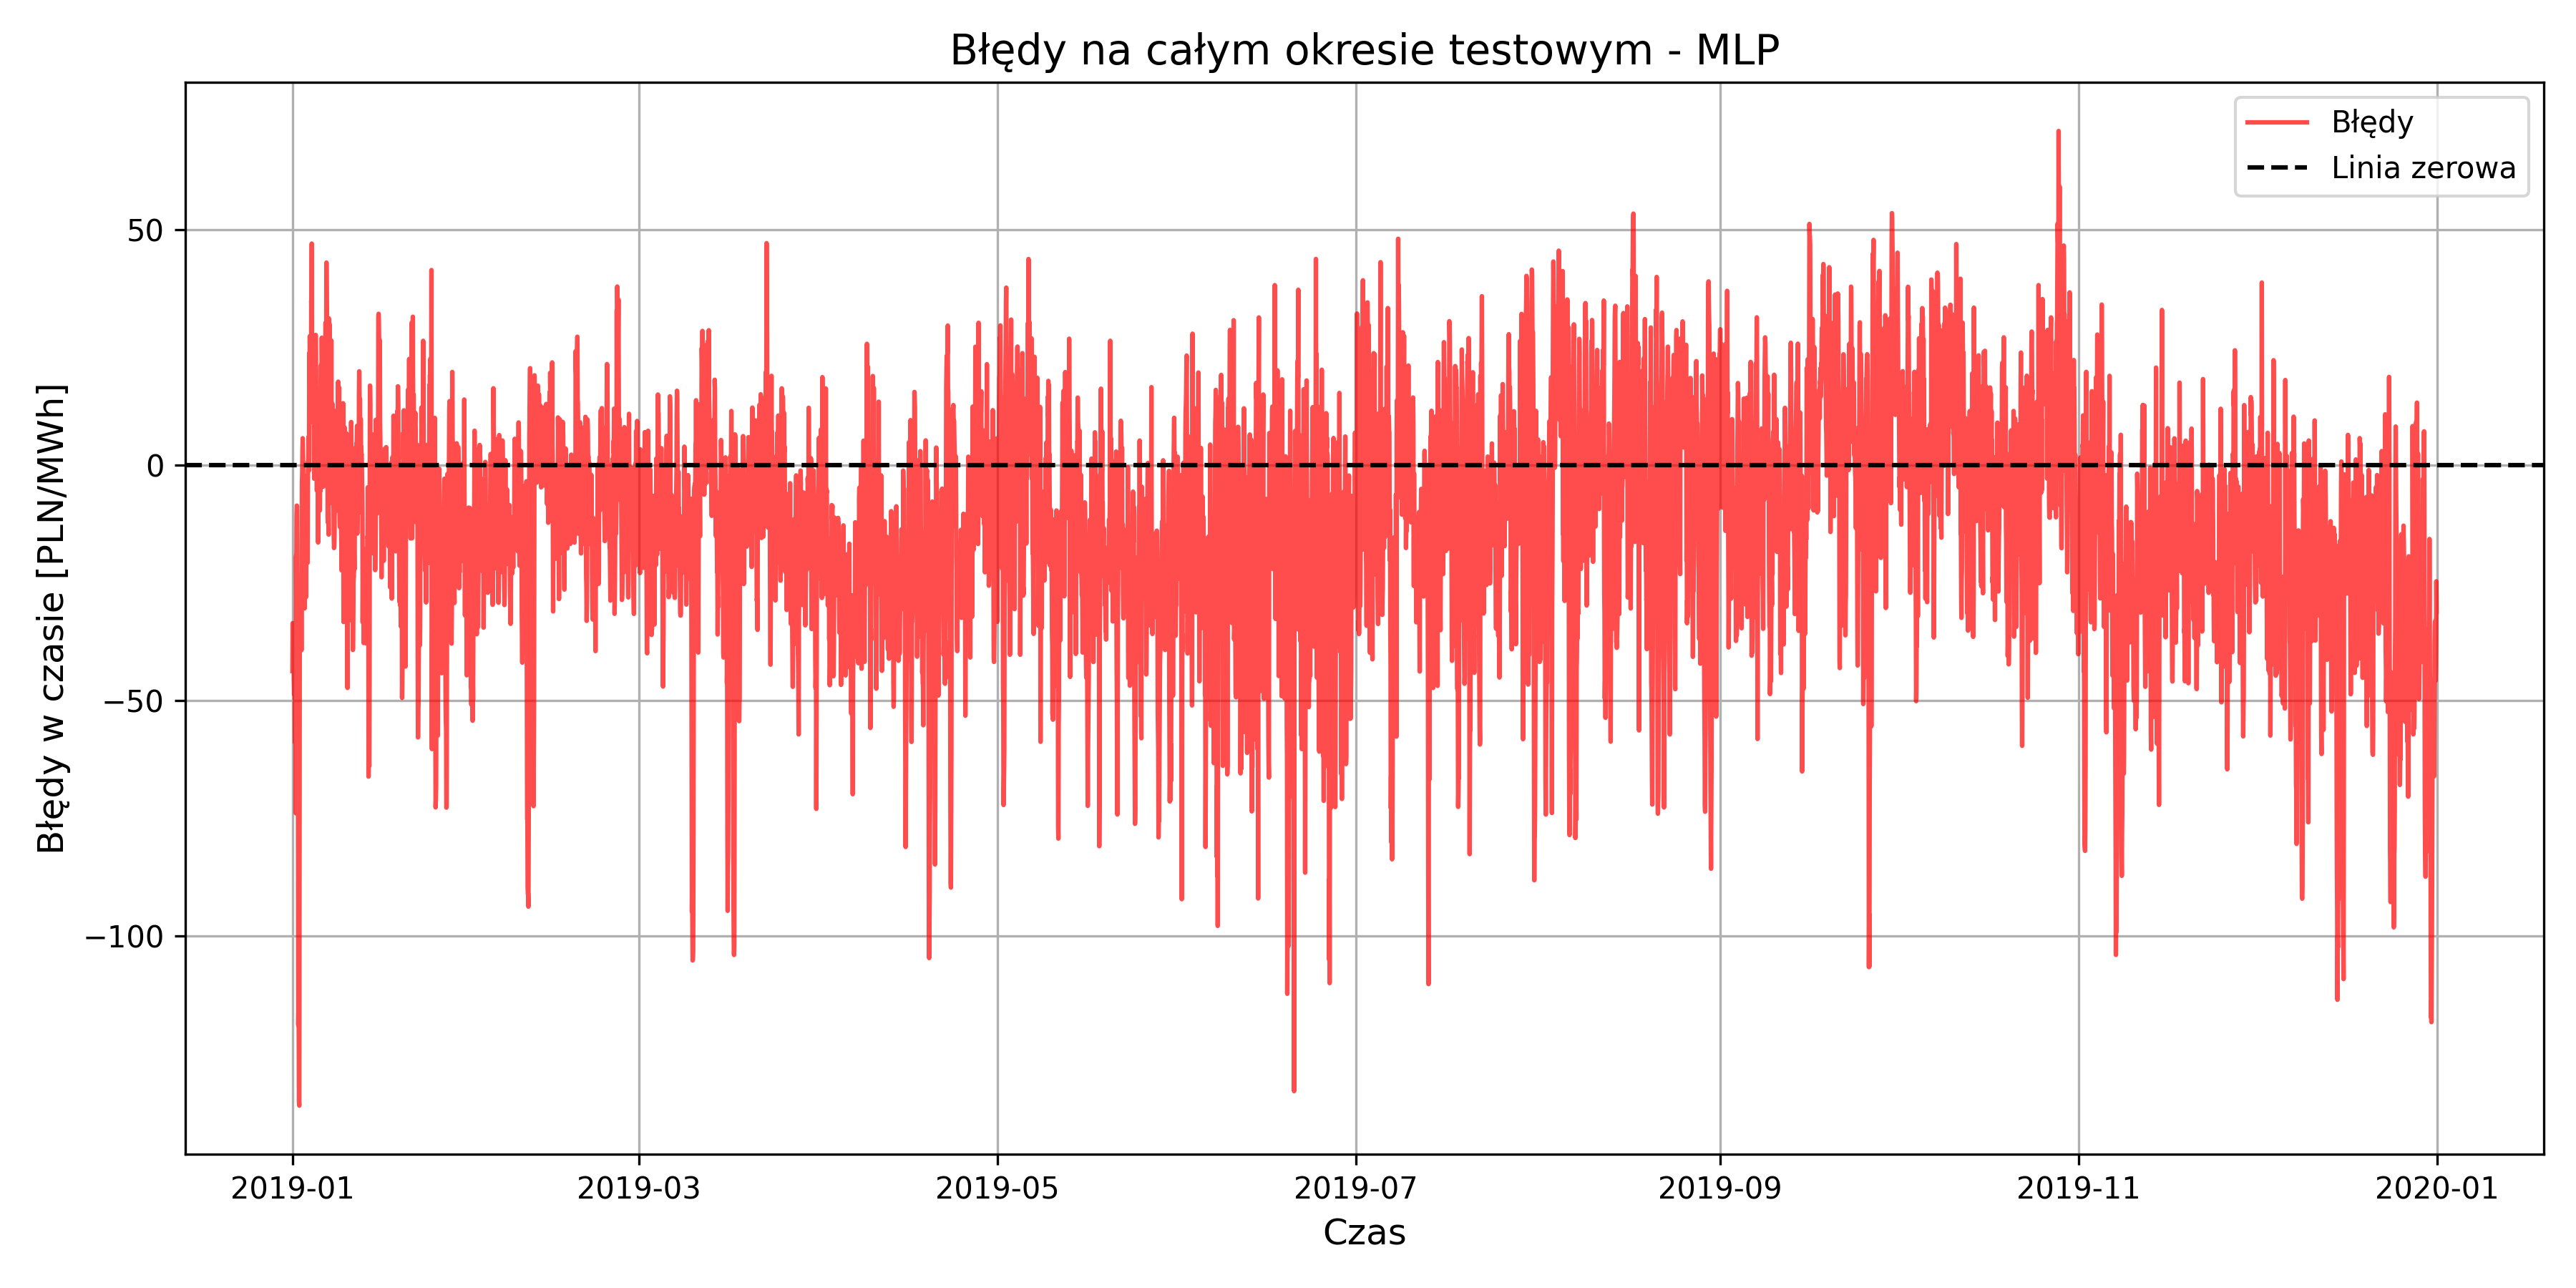 Błędy na całym okresie testowym - MLP
Błędy
Linia zerowa
Błędy w czasie [PLN/MWh]
50
0
−50
−100
2019-01
2019-03
2019-05
2019-07
2019-09
2019-11
2020-01
Czas